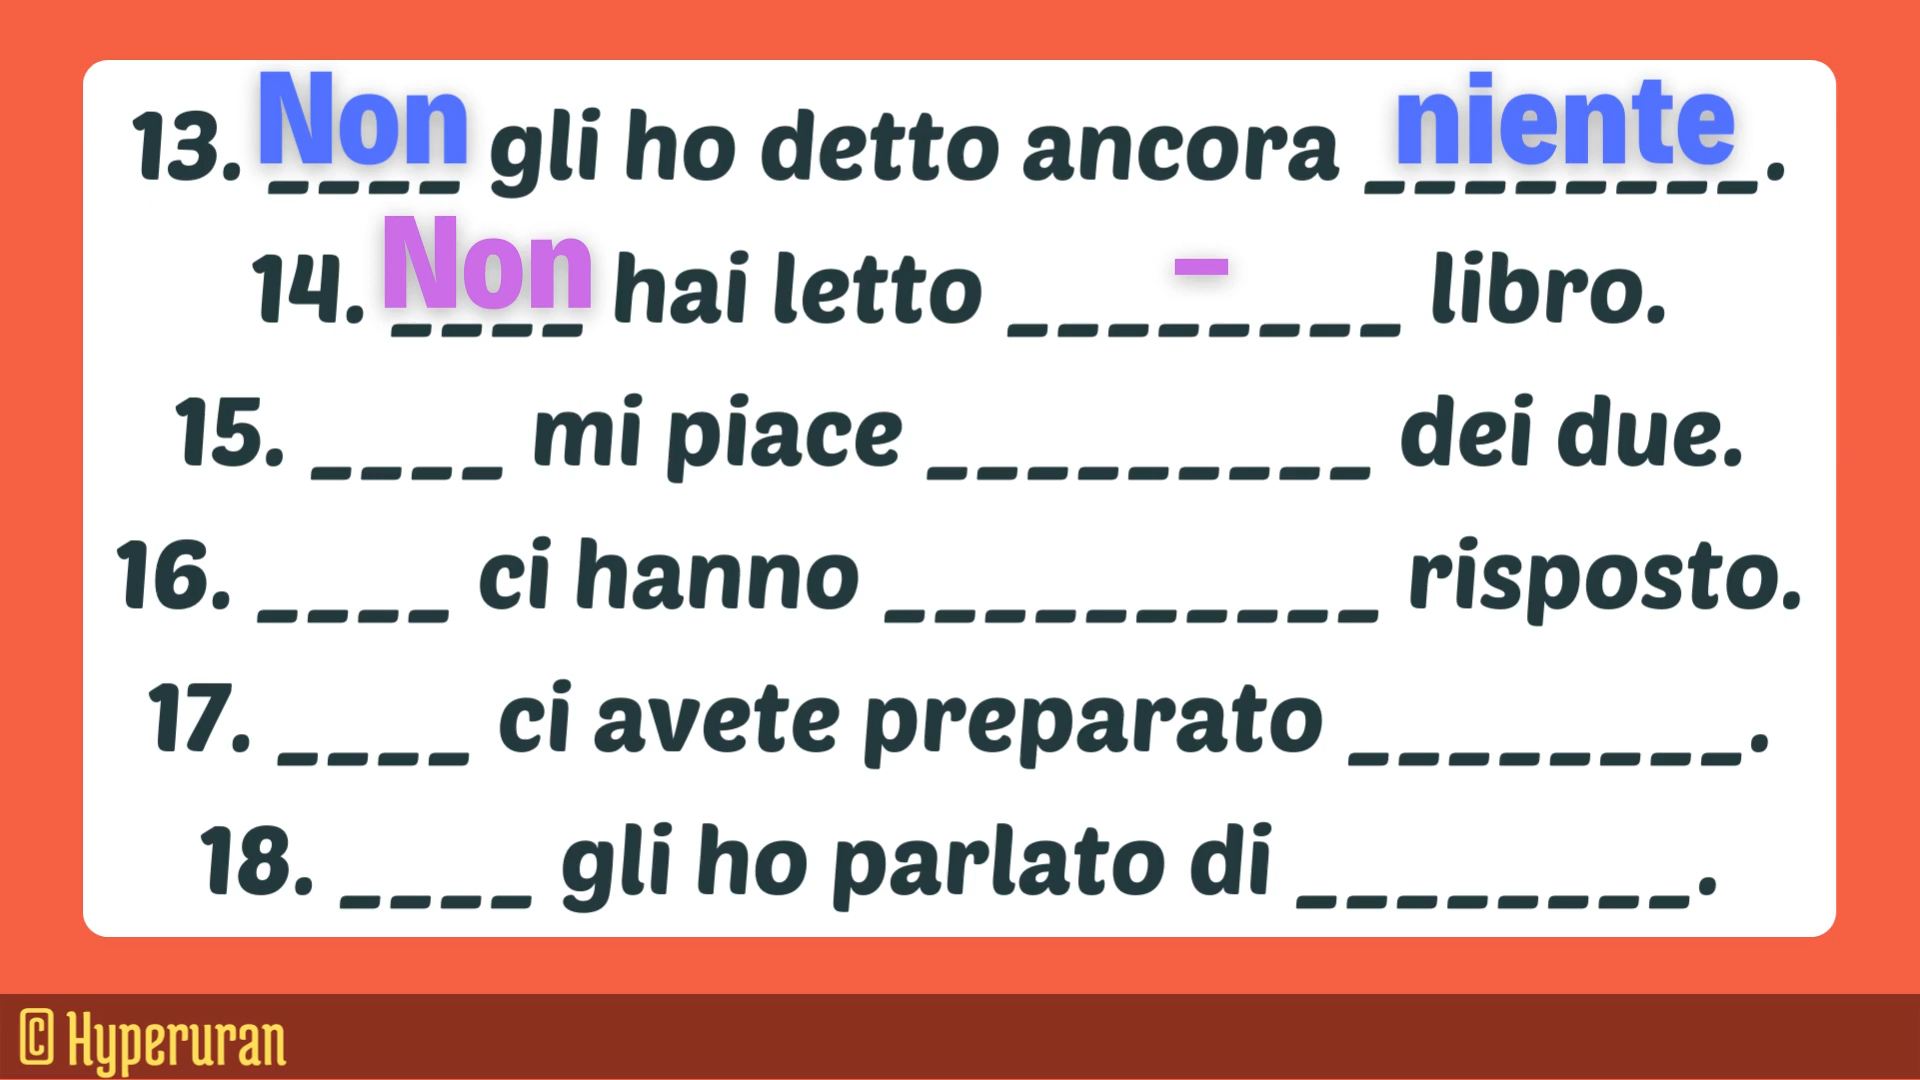 13. Non gli ho detto ancora niente.
14. Non hai letto - libro.
15. ____ mi piace _________ dei due.
16. ____ ci hanno __________ risposto.
17. ____ ci avete preparato ________.
18. ____ gli ho parlato di ________.
© Hyperuran